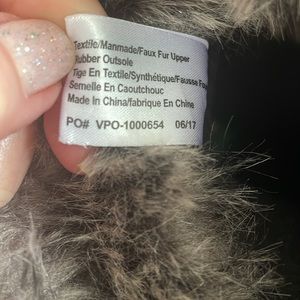 Textile/Manmade/Faux Fur Upper
Rubber Outsole
Tige En Textile/Synthétique/Fausse
Semelle En Caoutchouc
Made In China/fabrique En Chine
PO# VPO-1000654 06/17